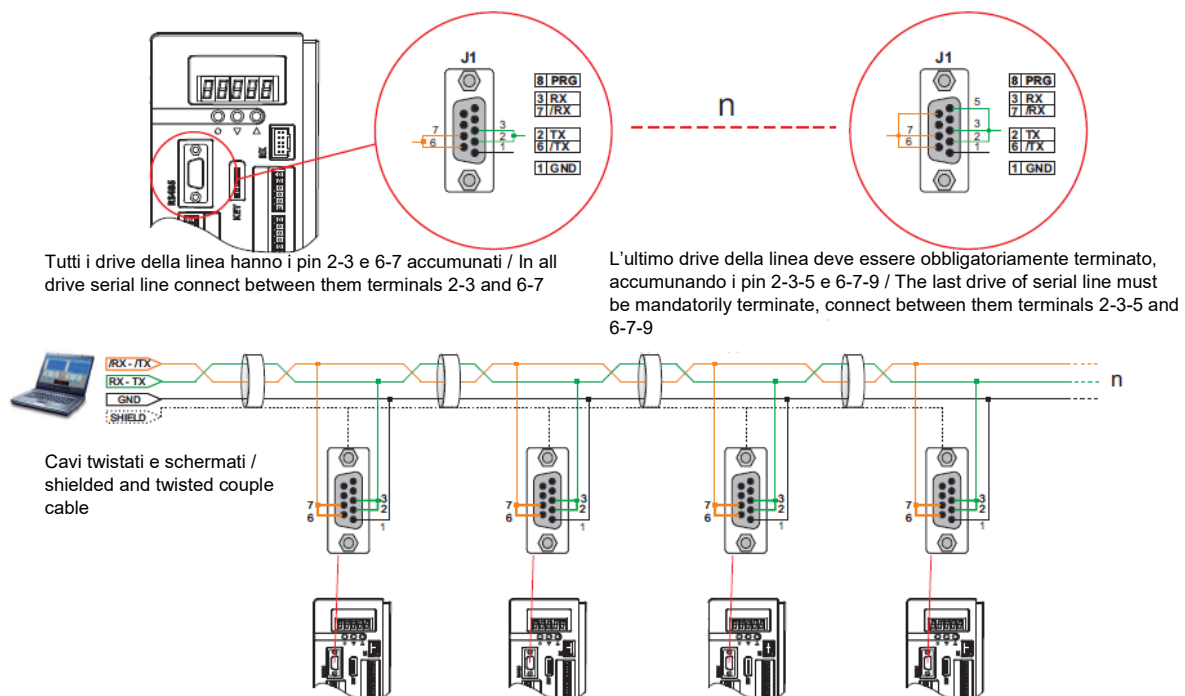 J1
8 PRG
3 RX
7 /RX
2 TX
6 /TX
1 GND
7
6
3
2
1
RS485
KEY
RX
n
J1
8 PRG
3 RX
7 /RX
2 TX
6 /TX
1 GND
7
6
5
3
2
1
Tutti i drive della linea hanno i pin 2-3 e 6-7 accumunati / In all
drive serial line connect between them terminals 2-3 and 6-7
L'ultimo drive della linea deve essere obbligatoriamente terminato,
accumunando i pin 2-3-5 e 6-7-9 / The last drive of serial line must
be mandatorily terminate, connect between them terminals 2-3-5 and
6-7-9
/RX - /TX
RX - TX
GND
SHIELD
n
Cavi twistati e schermati /
shielded and twisted couple
cable
7
6
3
2
1
7
6
3
2
1
7
6
3
2
1
7
6
3
2
1